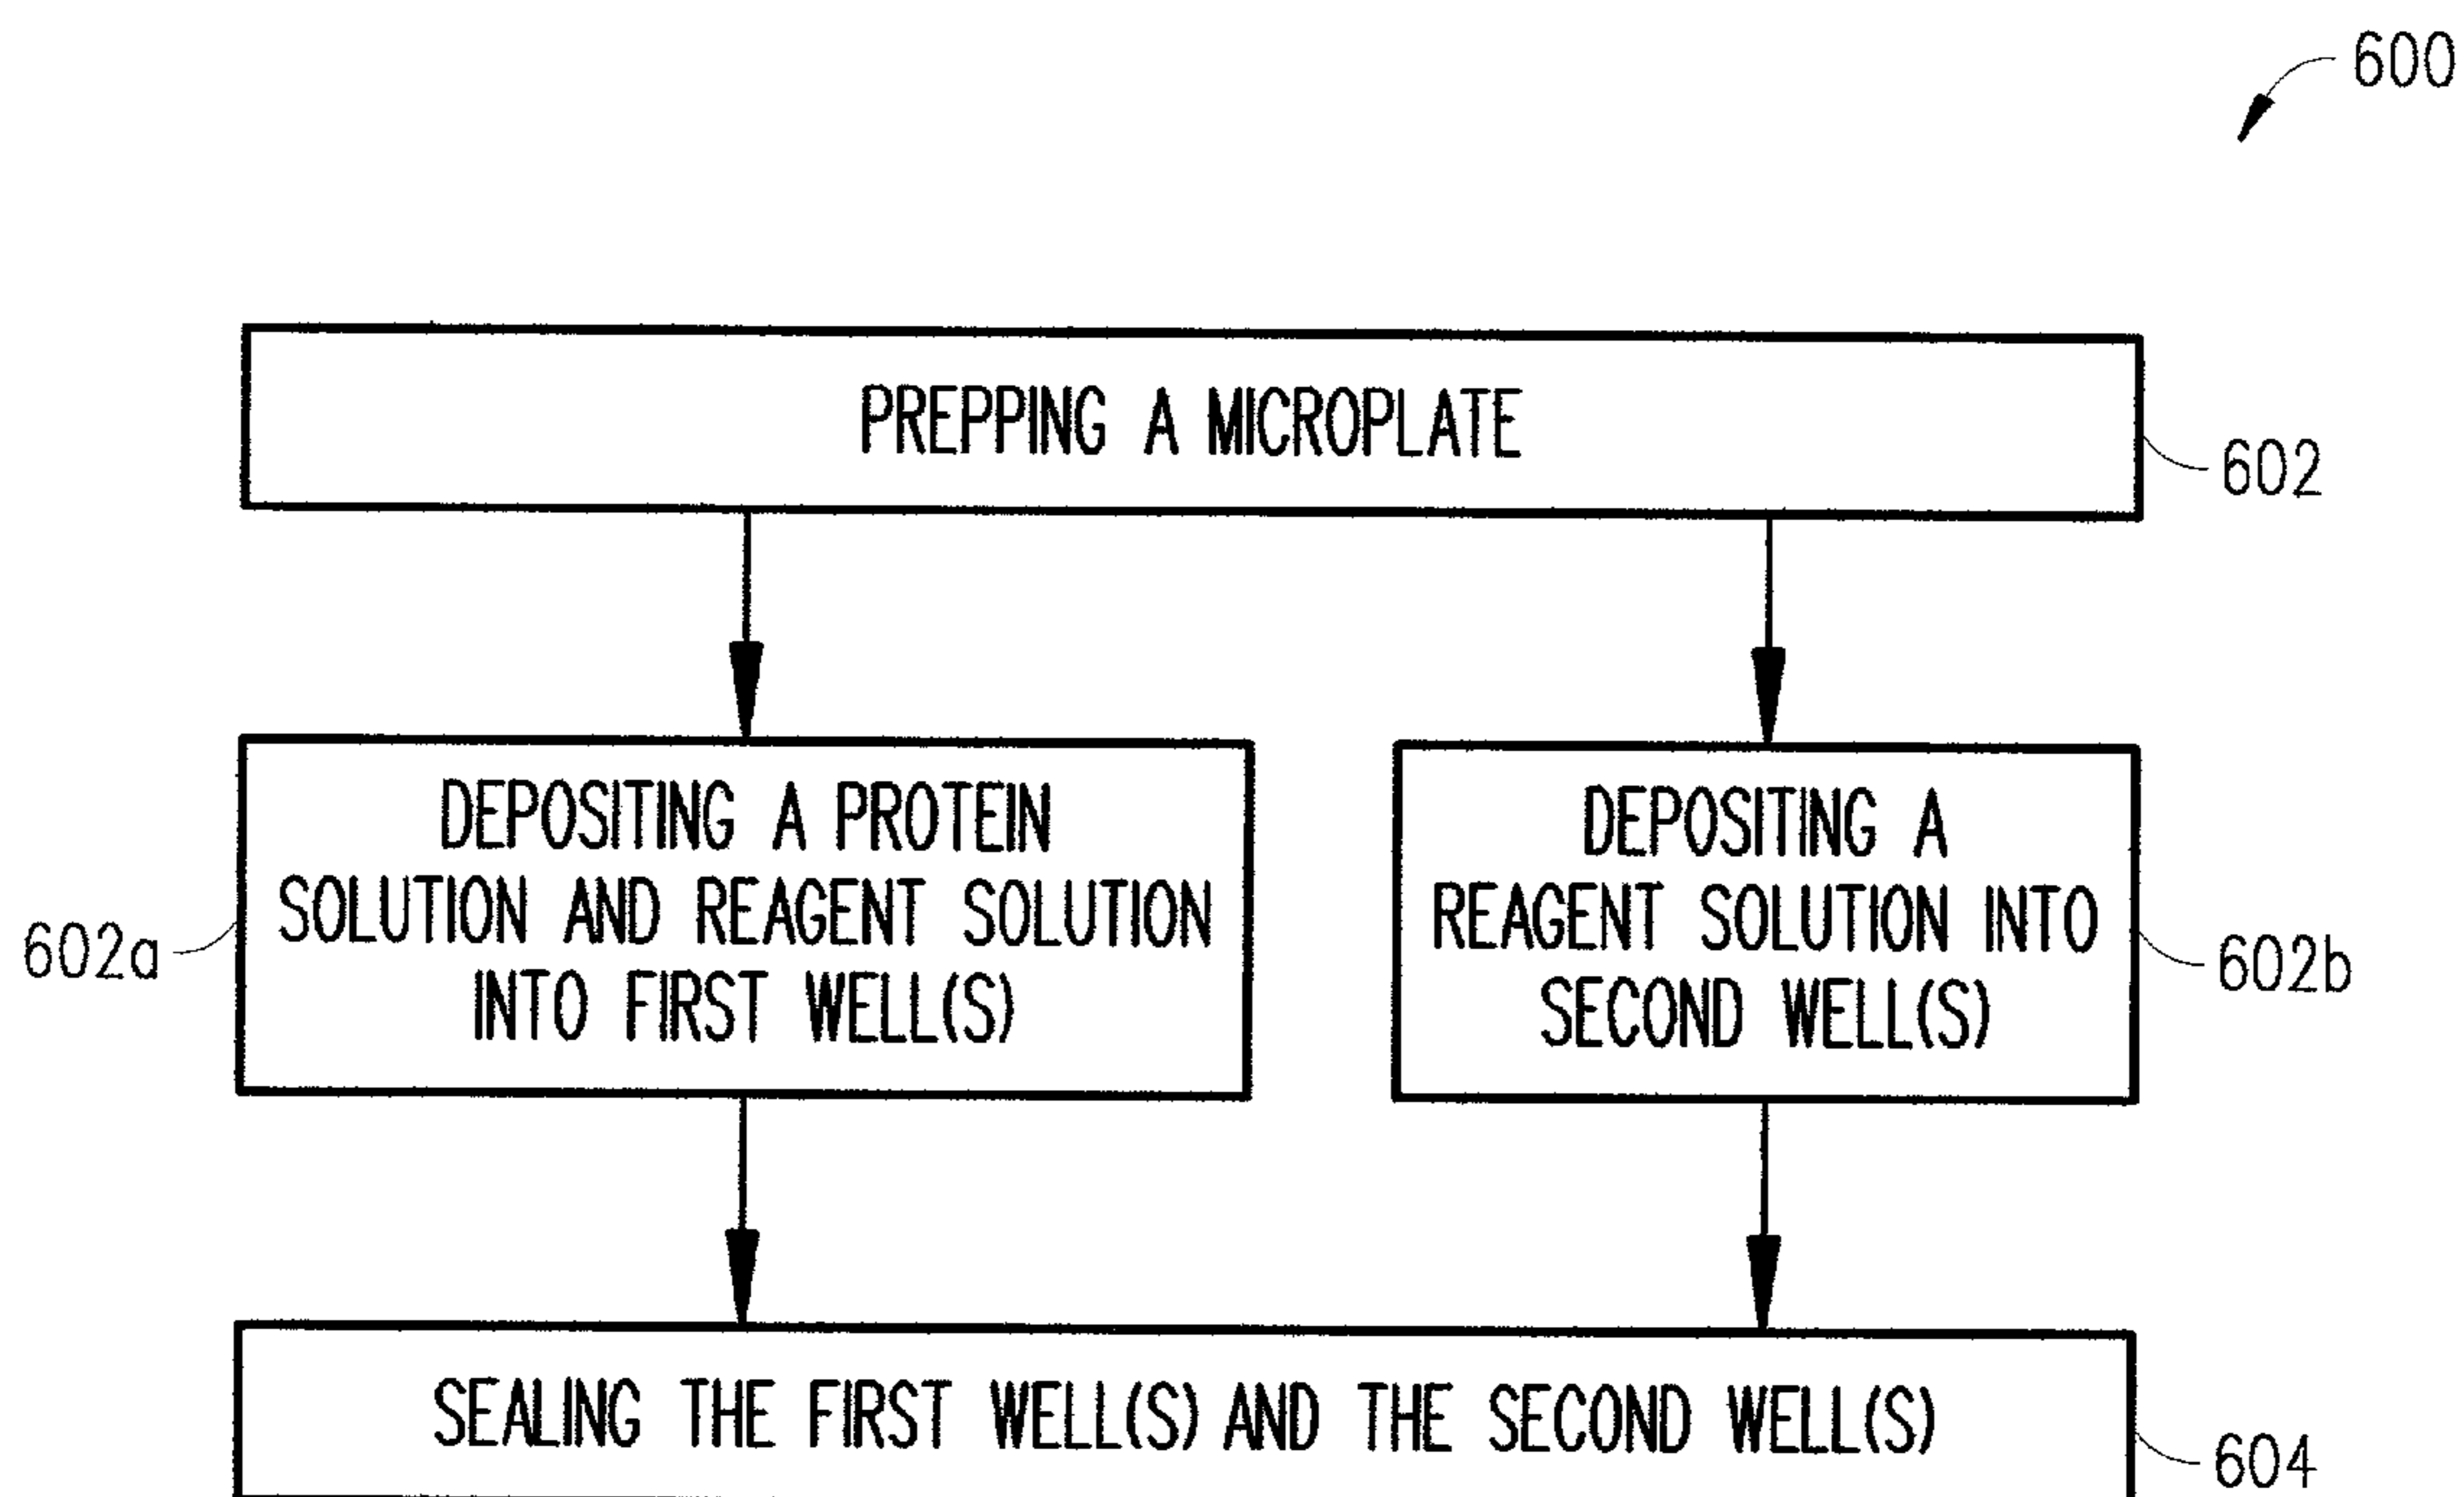 600
PREPPING A MICROPLATE
602
DEPOSITING A PROTEIN
SOLUTION AND REAGENT SOLUTION
INTO FIRST WELL(S)
602a
DEPOSITING A
REAGENT SOLUTION INTO
SECOND WELL(S)
602b
SEALING THE FIRST WELL(S) AND THE SECOND WELL(S)
604